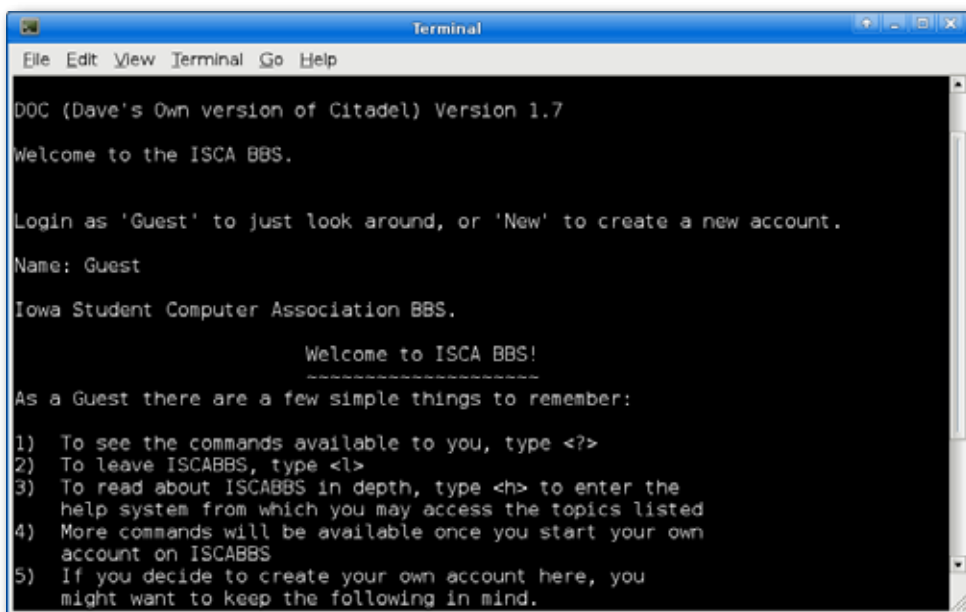 Terminal
File Edit View Terminal Go Help
DOC (Dave's Own version of Citadel) Version 1.7
Welcome to the ISCA BBS.
Login as 'Guest' to just look around, or 'New' to create a new account.
Name: Guest
Iowa Student Computer Association BBS.
Welcome to ISCA BBS!
~~~~~~~~~~~~~~~~~~~~
As a Guest there are a few simple things to remember:
1) To see the commands available to you, type <?>
2) To leave ISCABBS, type <l>
3) To read about ISCABBS in depth, type <h> to enter the
help system from which you may access the topics listed
4) More commands will be available once you start your own
account on ISCABBS
5) If you decide to create your own account here, you
might want to keep the following in mind.